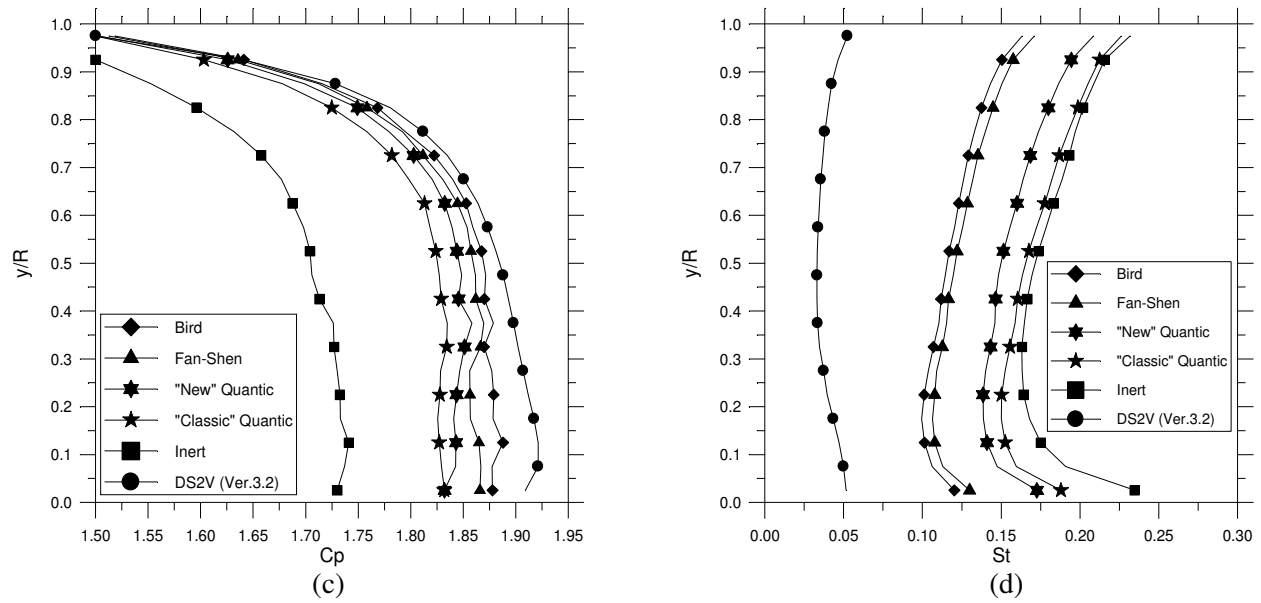 1.0
0.9
0.8
0.7
0.6
0.5
0.4
0.3
0.2
0.1
0.0
y/R
1.50 1.55 1.60 1.65 1.70 1.75 1.80 1.85 1.90 1.95
Cp
Bird
Fan-Shen
"New" Quantic
"Classic" Quantic
Inert
DS2V (Ver.3.2)
(c)
1.0
0.9
0.8
0.7
0.6
0.5
0.4
0.3
0.2
0.1
0.0
y/R
0.00 0.05 0.10 0.15 0.20 0.25 0.30
St
Bird
Fan-Shen
"New" Quantic
"Classic" Quantic
Inert
DS2V (Ver.3.2)
(d)